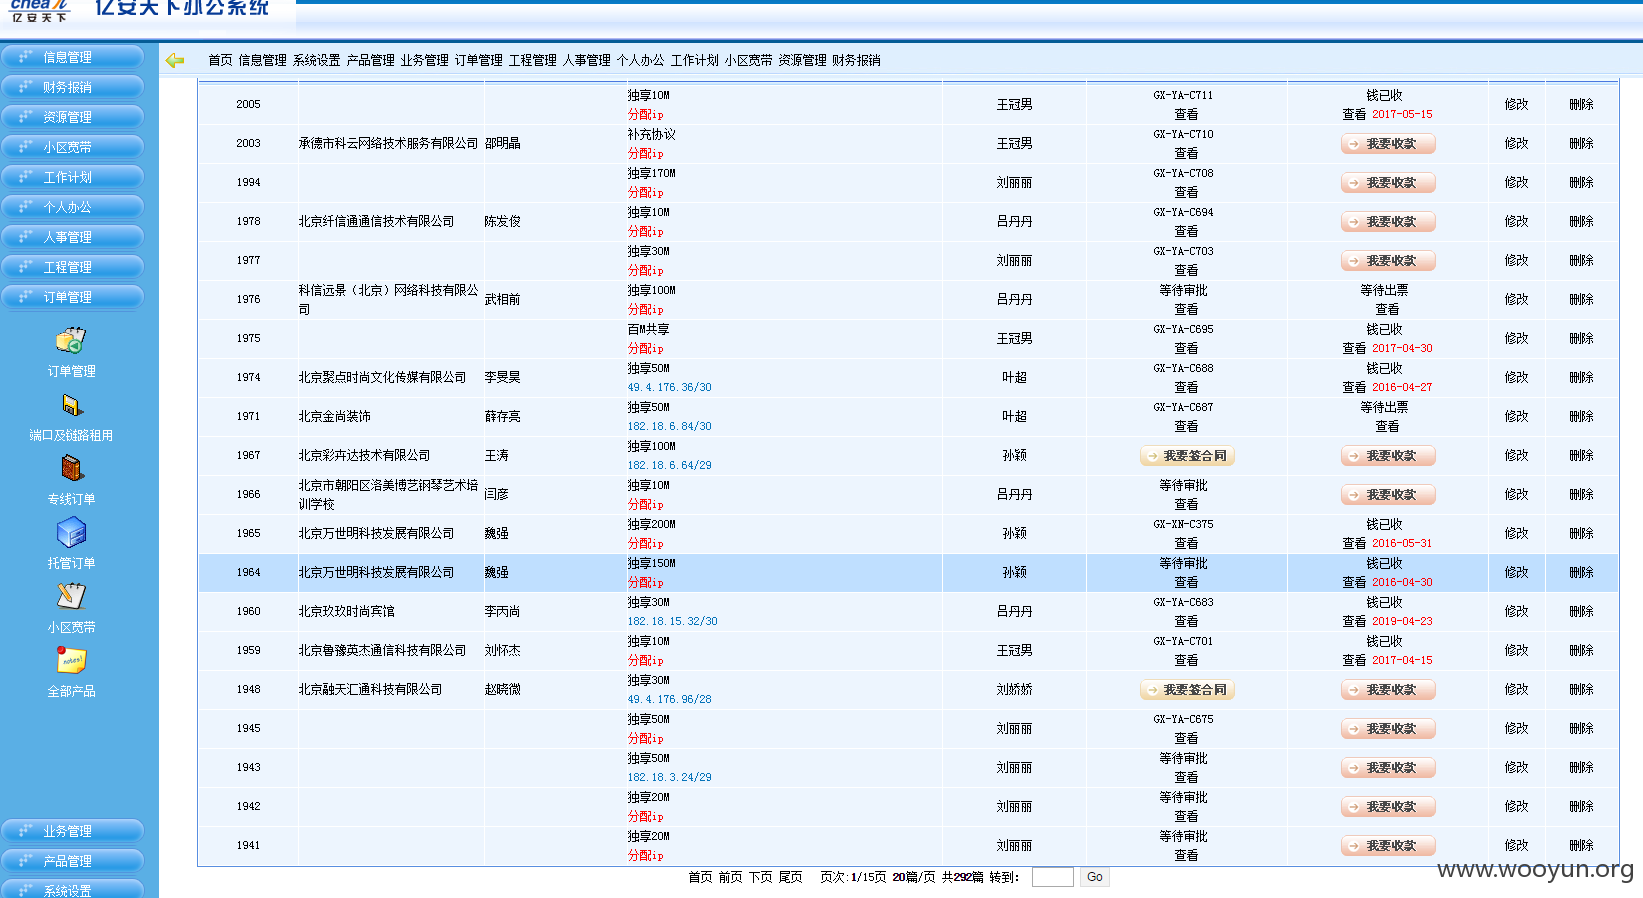 亿安天下
亿安天下办公系统
首页 信息管理 系统设置 产品管理 业务管理 订单管理 工程管理 人事管理 个人办公 工作计划 小区宽带 资源管理 财务报销
信息管理
财务报销
资源管理
小区宽带
工作计划
个人办公
人事管理
工程管理
订单管理
订单管理
端口及链路租用
专线订单
托管订单
小区宽带
全部产品
业务管理
产品管理
系统设置
2005 独享10M 王冠男 GX-YA-C711 钱已收 修改 删除
分配ip 查看 查看 2017-05-15
2003 承德市科云网络技术服务有限公司 邵明晶 补充协议 王冠男 GX-YA-C710 我要收款 修改 删除
分配ip 查看
1994 独享170M 刘丽丽 GX-YA-C708 我要收款 修改 删除
分配ip 查看
1978 北京纤信通通信技术有限公司 陈发俊 独享10M 吕丹丹 GX-YA-C694 我要收款 修改 删除
分配ip 查看
1977 独享30M 刘丽丽 GX-YA-C703 我要收款 修改 删除
分配ip 查看
1976 科信远景（北京）网络科技有限公 武相前 独享100M 吕丹丹 等待审批 等待出票 修改 删除
司 分配ip 查看 查看
1975 百M共享 王冠男 GX-YA-C695 钱已收 修改 删除
分配ip 查看 查看 2017-04-30
1974 北京聚点时尚文化传媒有限公司 李旻昊 独享50M 叶超 GX-YA-C688 钱已收 修改 删除
49.4.176.36/30 查看 查看 2016-04-27
1971 北京金尚装饰 薛存亮 独享50M 叶超 GX-YA-C687 等待出票 修改 删除
182.18.6.84/30 查看 查看
1967 北京彩卉达技术有限公司 王涛 独享100M 孙颖 我要签合同 我要收款 修改 删除
182.18.6.64/29
1966 北京市朝阳区洛美博艺钢琴艺术培 闫彦 独享10M 吕丹丹 等待审批 我要收款 修改 删除
训学校 分配ip 查看
1965 北京万世明科技发展有限公司 魏强 独享200M 孙颖 GX-XN-C375 钱已收 修改 删除
分配ip 查看 查看 2016-05-31
1964 北京万世明科技发展有限公司 魏强 独享150M 孙颖 等待审批 钱已收 修改 删除
分配ip 查看 查看 2016-04-30
1960 北京玖玖时尚宾馆 李丙尚 独享30M 吕丹丹 GX-YA-C683 钱已收 修改 删除
182.18.15.32/30 查看 查看 2019-04-23
1959 北京鲁豫英杰通信科技有限公司 刘怀杰 独享10M 王冠男 GX-YA-C701 钱已收 修改 删除
分配ip 查看 查看 2017-04-15
1948 北京融天汇通科技有限公司 赵晓微 独享30M 刘娇娇 我要签合同 我要收款 修改 删除
49.4.176.96/28
1945 独享50M 刘丽丽 GX-YA-C675 我要收款 修改 删除
分配ip 查看
1943 独享50M 刘丽丽 等待审批 我要收款 修改 删除
182.18.3.24/29 查看
1942 独享20M 刘丽丽 等待审批 我要收款 修改 删除
分配ip 查看
1941 独享20M 刘丽丽 等待审批 我要收款 修改 删除
分配ip 查看
首页 前页 下页 尾页 页次:1/15页 20篇/页 共292篇 转到： Go
www.wooyun.org